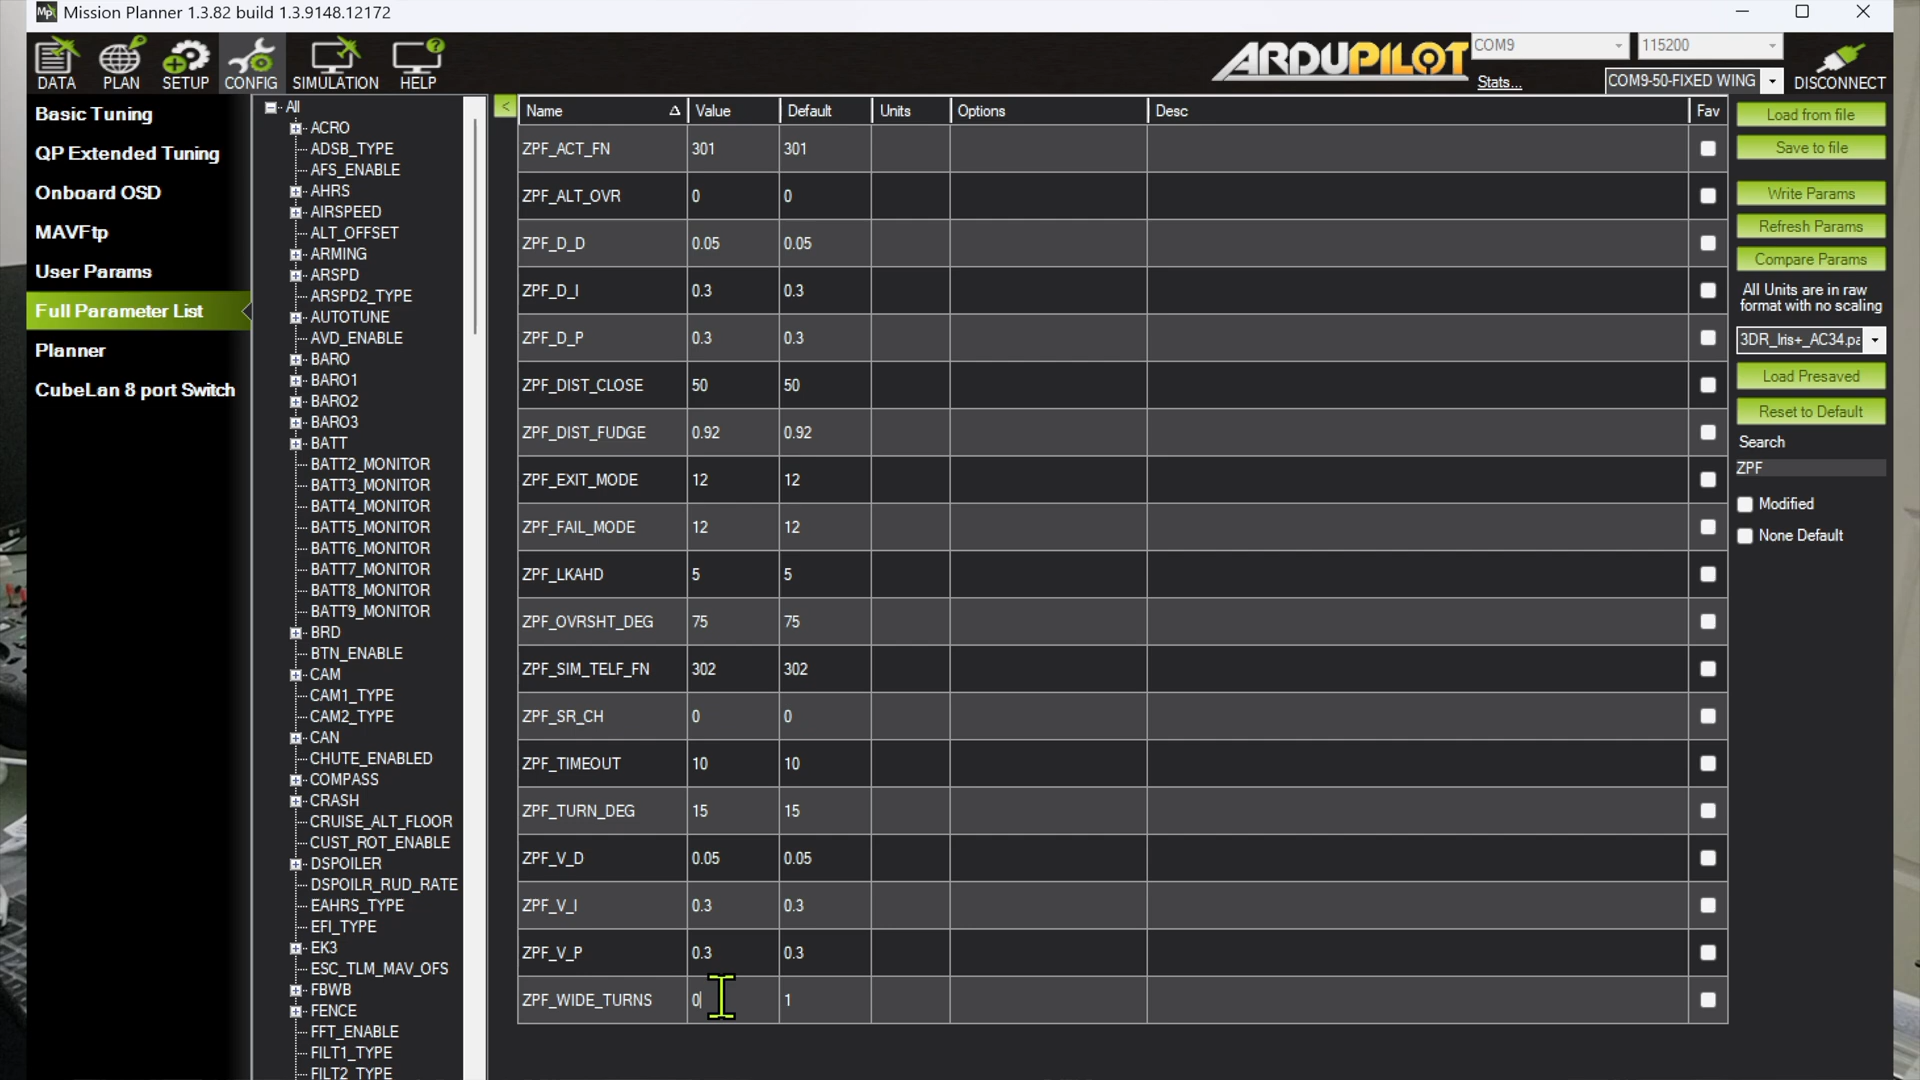 Mission Planner 1.3.82 build 1.3.9148.12172
DATA
PLAN
SETUP
CONFIG
SIMULATION
HELP
ARDUPILOT
COM9
115200
Stats...
COM9-50-FIXED WING
DISCONNECT
Basic Tuning
QP Extended Tuning
Onboard OSD
MAVFtp
User Params
Full Parameter List
Planner
CubeLan 8 port Switch
All
ACRO
ADSB_TYPE
AFS_ENABLE
AHRS
AIRSPEED
ALT_OFFSET
ARMING
ARSPD
ARSPD2_TYPE
AUTOTUNE
AVD_ENABLE
BARO
BARO1
BARO2
BARO3
BATT
BATT2_MONITOR
BATT3_MONITOR
BATT4_MONITOR
BATT5_MONITOR
BATT6_MONITOR
BATT7_MONITOR
BATT8_MONITOR
BATT9_MONITOR
BRD
BTN_ENABLE
CAM
CAM1_TYPE
CAM2_TYPE
CAN
CHUTE_ENABLED
COMPASS
CRASH
CRUISE_ALT_FLOOR
CUST_ROT_ENABLE
DSPOILER
DSPOILR_RUD_RATE
EAHRS_TYPE
EFI_TYPE
EK3
ESC_TLM_MAV_OFS
FBWB
FENCE
FFT_ENABLE
FILT1_TYPE
FILT2_TYPE
<
Name Value Default Units Options Desc Fav
ZPF_ACT_FN 301 301
ZPF_ALT_OVR 0 0
ZPF_D_D 0.05 0.05
ZPF_D_I 0.3 0.3
ZPF_D_P 0.3 0.3
ZPF_DIST_CLOSE 50 50
ZPF_DIST_FUDGE 0.92 0.92
ZPF_EXIT_MODE 12 12
ZPF_FAIL_MODE 12 12
ZPF_LKAHD 5 5
ZPF_OVRSHT_DEG 75 75
ZPF_SIM_TELF_FN 302 302
ZPF_SR_CH 0 0
ZPF_TIMEOUT 10 10
ZPF_TURN_DEG 15 15
ZPF_V_D 0.05 0.05
ZPF_V_I 0.3 0.3
ZPF_V_P 0.3 0.3
ZPF_WIDE_TURNS 0 1
Load from file
Save to file
Write Params
Refresh Params
Compare Params
All Units are in raw
format with no scaling
3DR_Iris+_AC34.pa
Load Presaved
Reset to Default
Search
ZPF
Modified
None Default